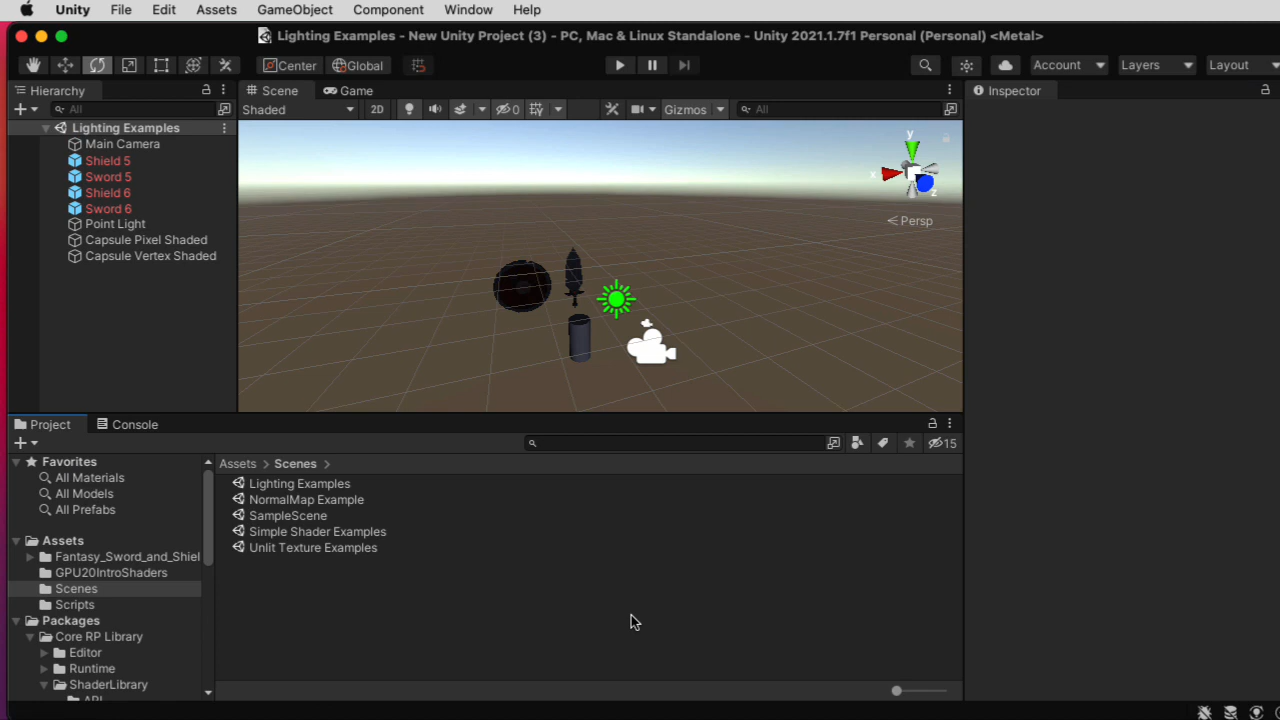 Unity File Edit Assets GameObject Component Window Help
Lighting Examples - New Unity Project (3) - PC, Mac & Linux Standalone - Unity 2021.1.7f1 Personal (Personal) <Metal>
Center Global Account Layers Layout
Hierarchy Scene Game Inspector
All Shaded 2D 0 Gizmos All
Lighting Examples
Main Camera
Shield 5
Sword 5
Shield 6
Sword 6
Point Light
Capsule Pixel Shaded
Capsule Vertex Shaded
y
x
z
Persp
Project Console
15
Favorites
All Materials
All Models
All Prefabs
Assets
Fantasy_Sword_and_Shiel
GPU20IntroShaders
Scenes
Scripts
Packages
Core RP Library
Editor
Runtime
ShaderLibrary
API
Assets > Scenes >
Lighting Examples
NormalMap Example
SampleScene
Simple Shader Examples
Unlit Texture Examples